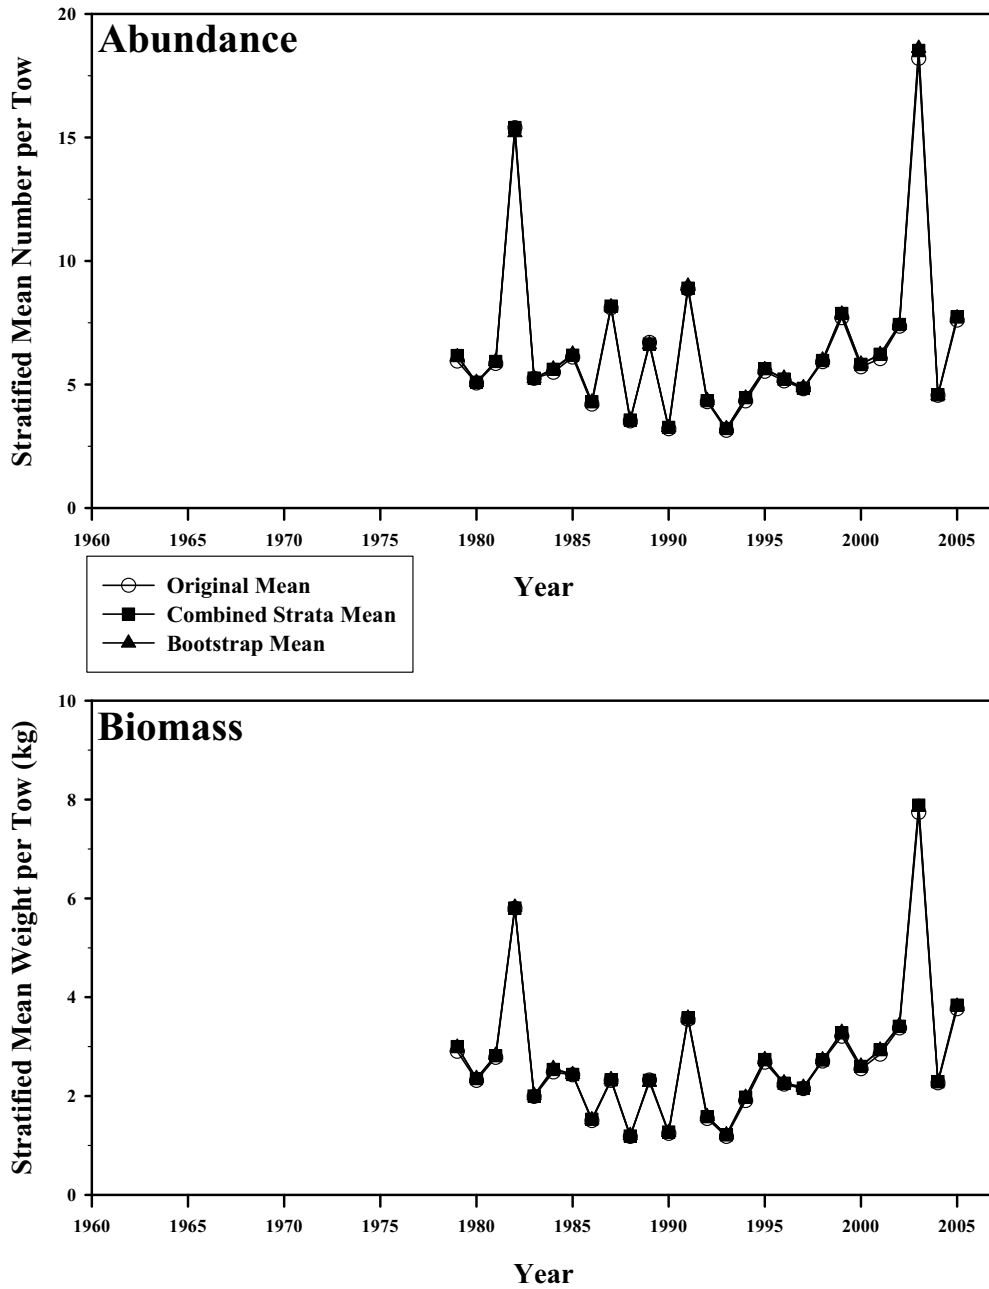 Abundance
Stratified Mean Number per Tow
20
15
10
5
0
1960 1965 1970 1975 1980 1985 1990 1995 2000 2005
Year
Original Mean
Combined Strata Mean
Bootstrap Mean
Biomass
Stratified Mean Weight per Tow (kg)
10
8
6
4
2
0
1960 1965 1970 1975 1980 1985 1990 1995 2000 2005
Year